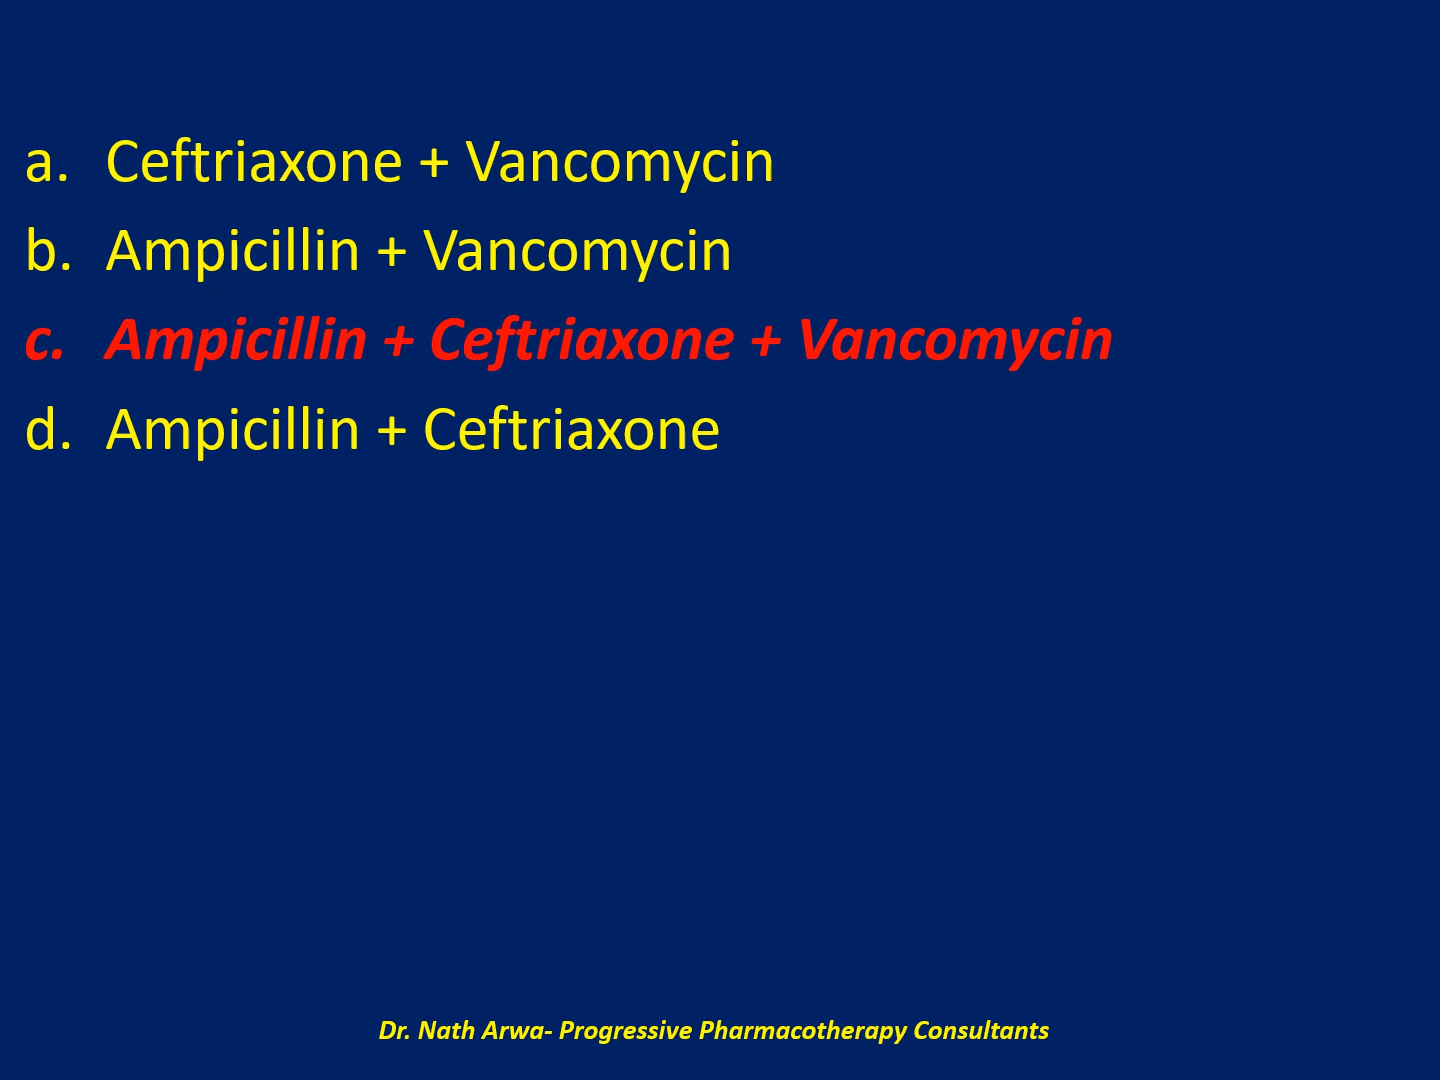 a. Ceftriaxone + Vancomycin
b. Ampicillin + Vancomycin
c. Ampicillin + Ceftriaxone + Vancomycin
d. Ampicillin + Ceftriaxone
Dr. Nath Arwa- Progressive Pharmacotherapy Consultants